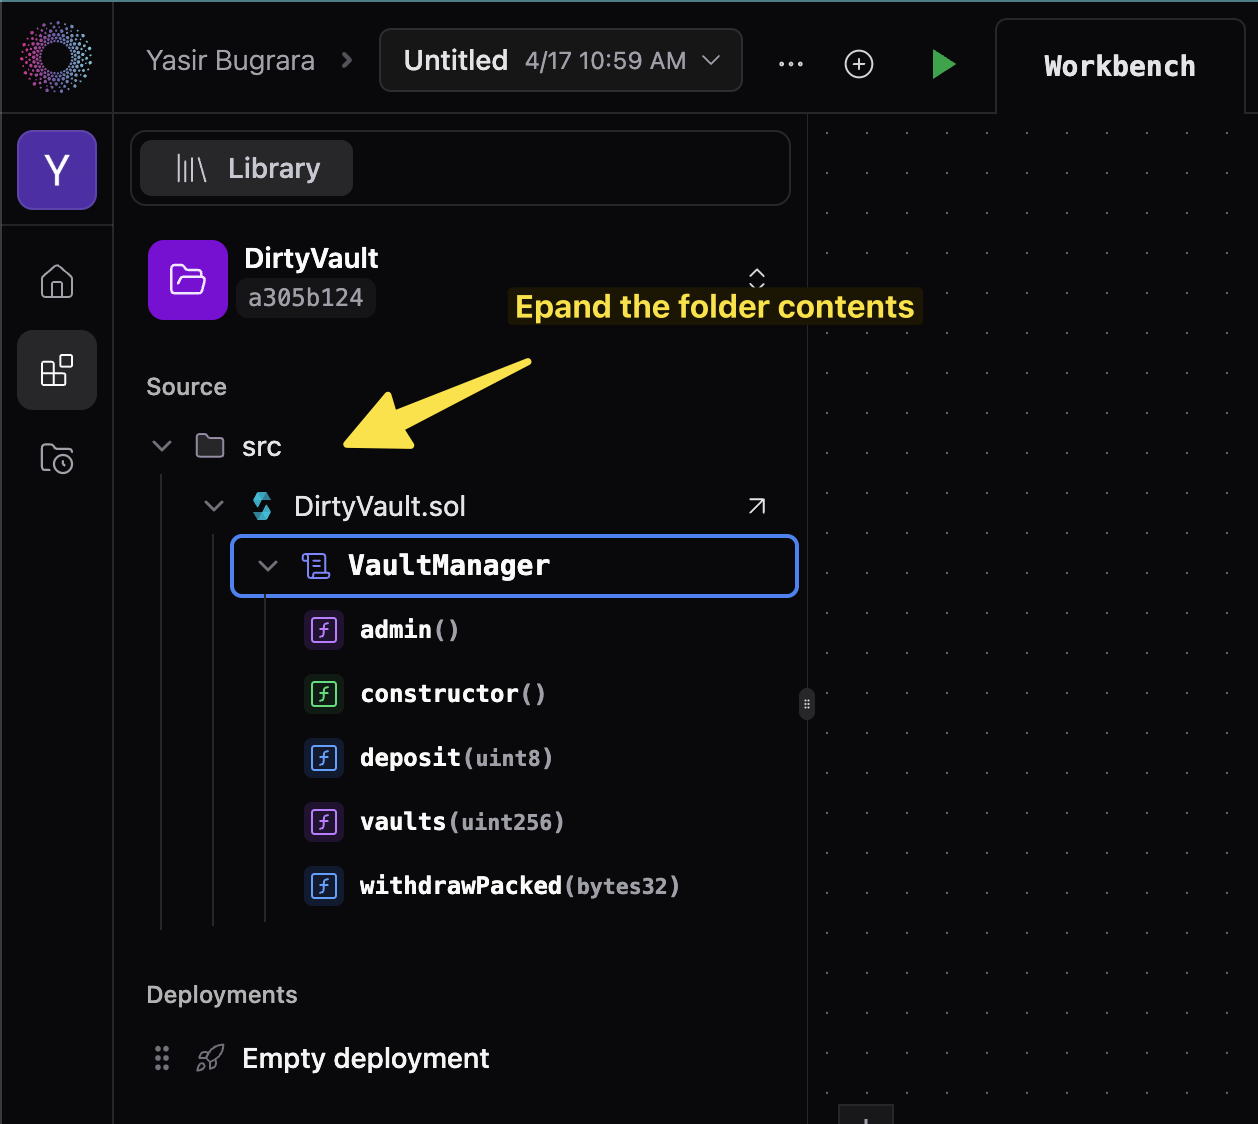 Yasir Bugrara
Untitled 4/17 10:59 AM
Workbench
Y
Library
DirtyVault
a305b124
Epand the folder contents
Source
src
DirtyVault.sol
VaultManager
admin()
constructor()
deposit(uint8)
vaults(uint256)
withdrawPacked(bytes32)
Deployments
Empty deployment